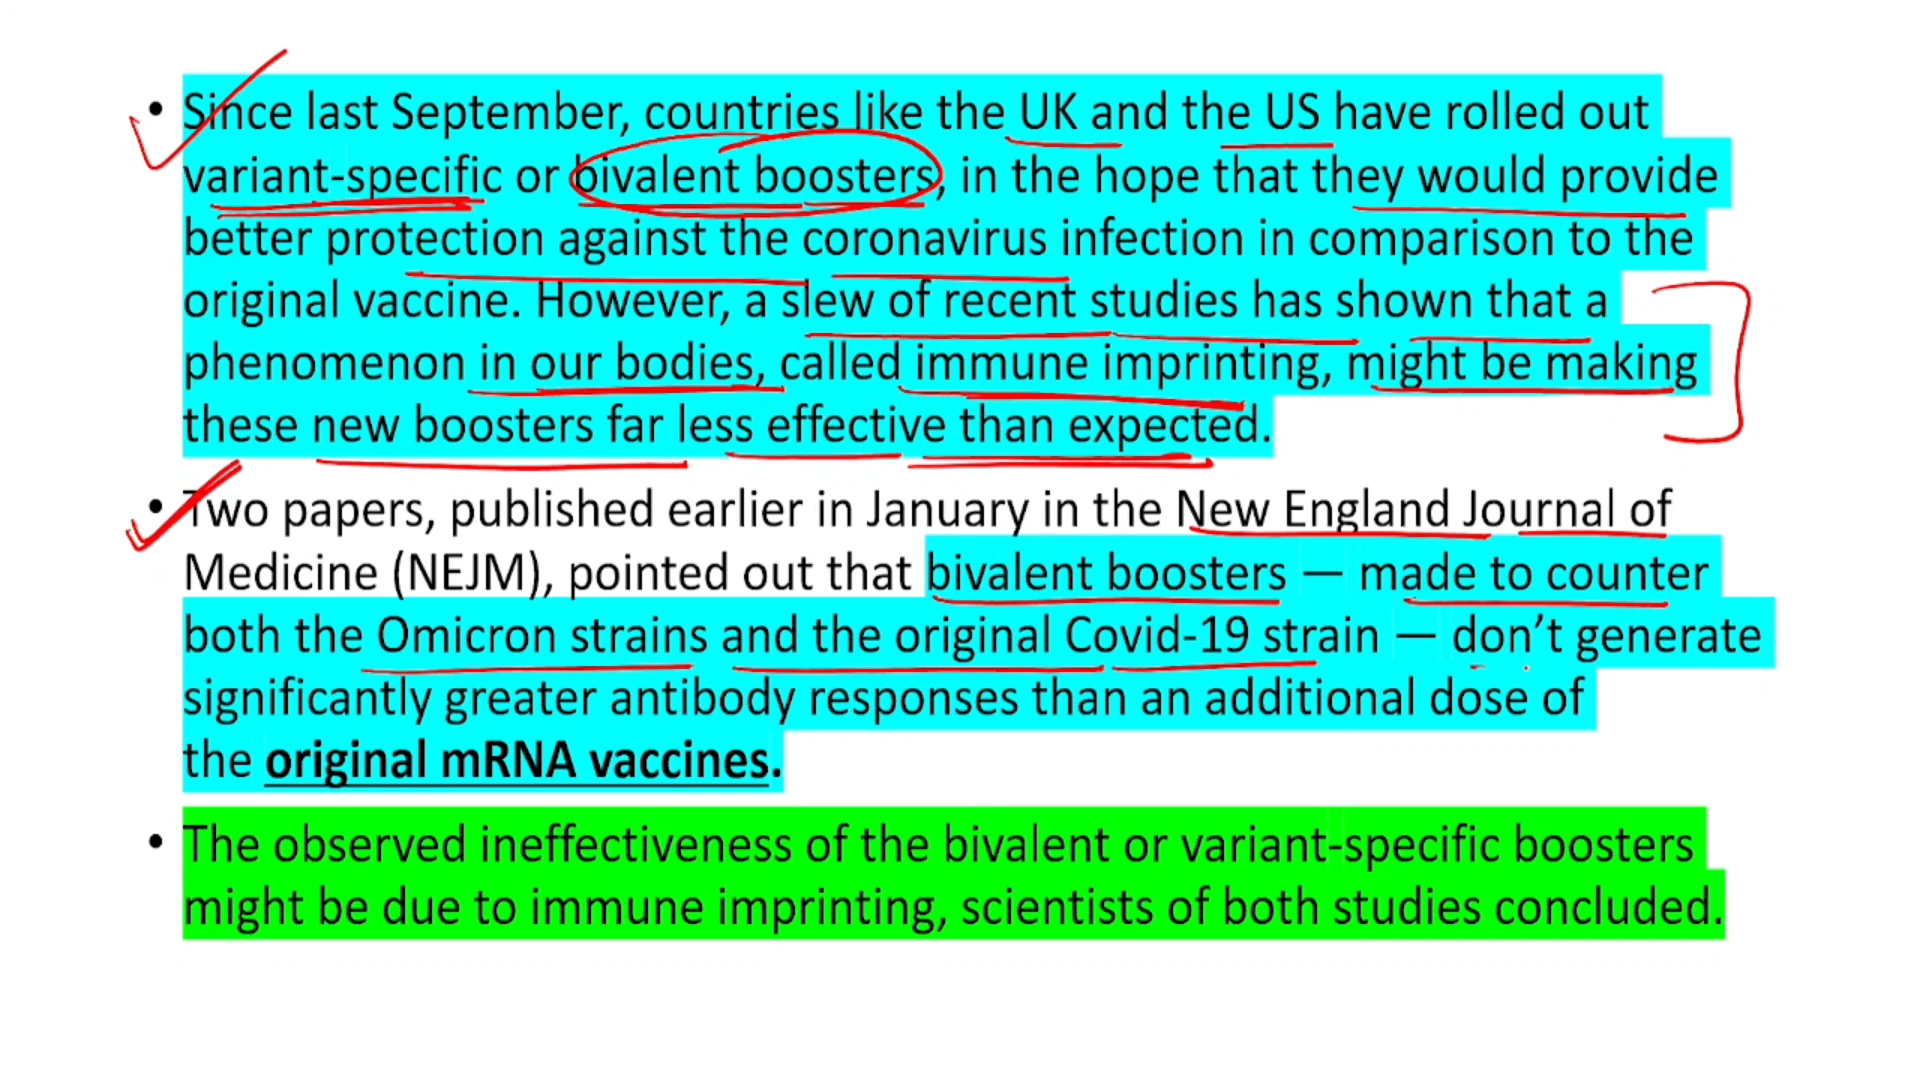 • Since last September, countries like the UK and the US have rolled out
variant-specific or bivalent boosters, in the hope that they would provide
better protection against the coronavirus infection in comparison to the
original vaccine. However, a slew of recent studies has shown that a
phenomenon in our bodies, called immune imprinting, might be making
these new boosters far less effective than expected.
• Two papers, published earlier in January in the New England Journal of
Medicine (NEJM), pointed out that bivalent boosters — made to counter
both the Omicron strains and the original Covid-19 strain — don’t generate
significantly greater antibody responses than an additional dose of
the original mRNA vaccines.
• The observed ineffectiveness of the bivalent or variant-specific boosters
might be due to immune imprinting, scientists of both studies concluded.